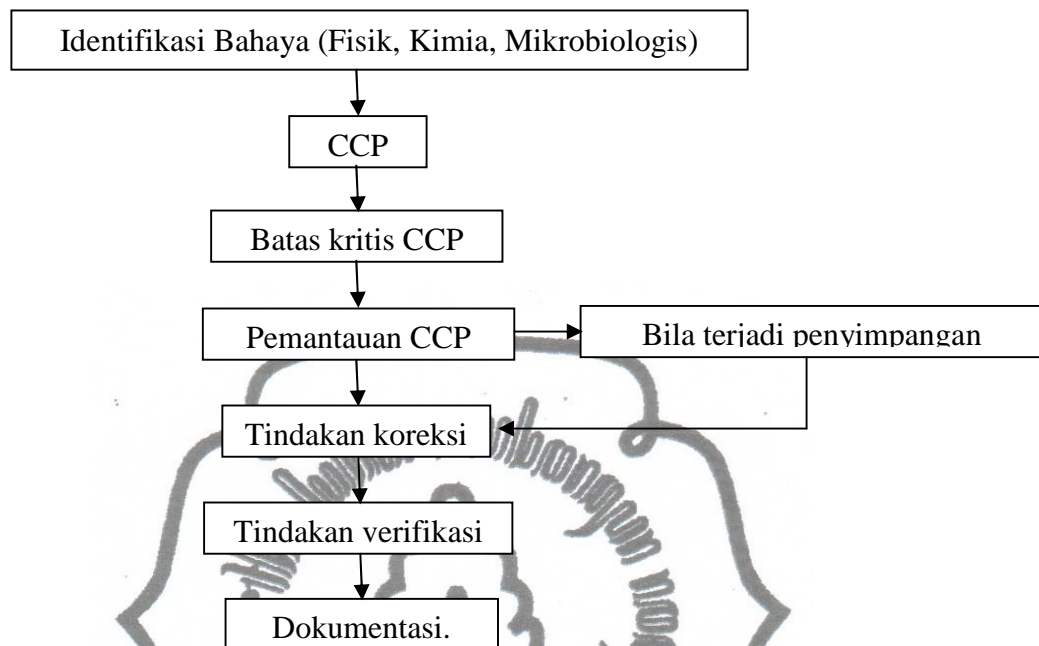 Identifikasi Bahaya (Fisik, Kimia, Mikrobiologis)
CCP
Batas kritis CCP
Pemantauan CCP
Bila terjadi penyimpangan
Tindakan koreksi
Tindakan verifikasi
Dokumentasi.